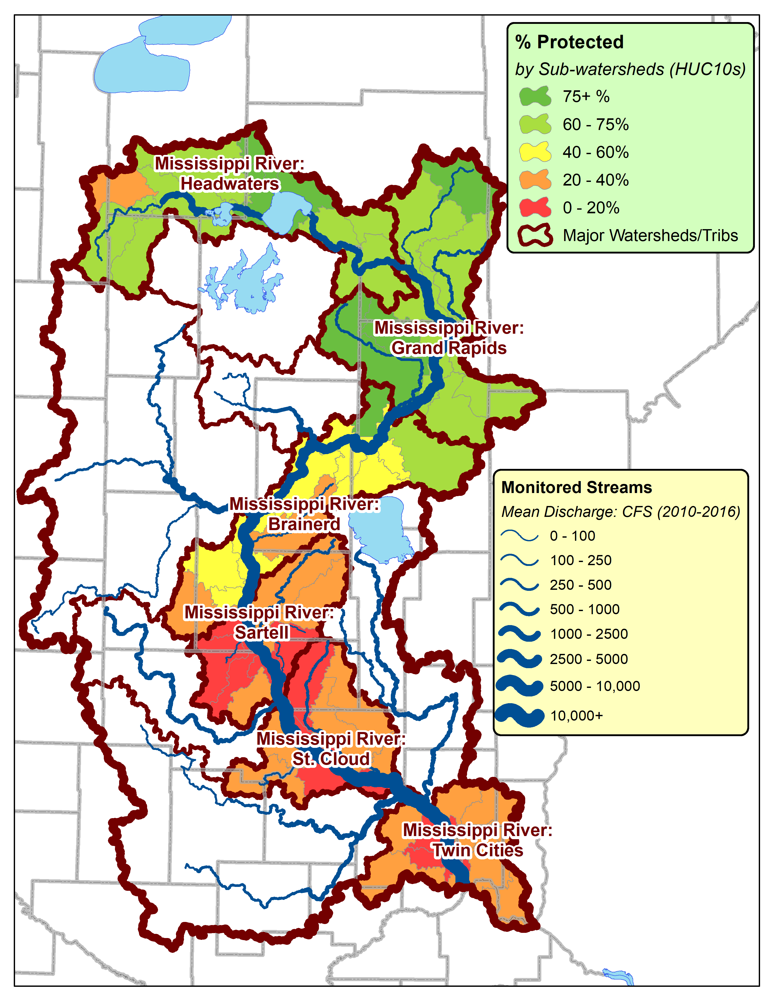 % Protected
by Sub-watersheds (HUC10s)
75+ %
60 - 75%
40 - 60%
20 - 40%
0 - 20%
Major Watersheds/Tribs
Mississippi River:
Headwaters
Mississippi River:
Grand Rapids
Monitored Streams
Mean Discharge: CFS (2010-2016)
0 - 100
100 - 250
250 - 500
500 - 1000
1000 - 2500
2500 - 5000
5000 - 10,000
10,000+
Mississippi River:
Brainerd
Mississippi River:
Sartell
Mississippi River:
St. Cloud
Mississippi River:
Twin Cities